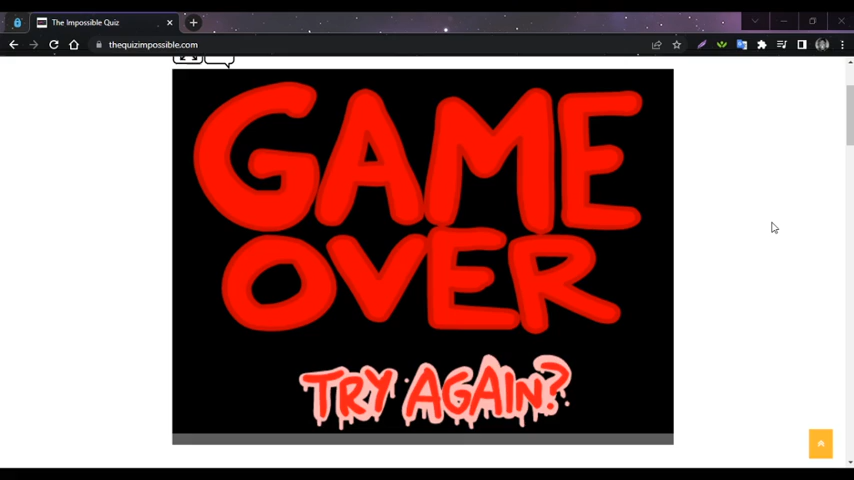 The Impossible Quiz
thequizimpossible.com
GAME
OVER
TRY AGAIN?